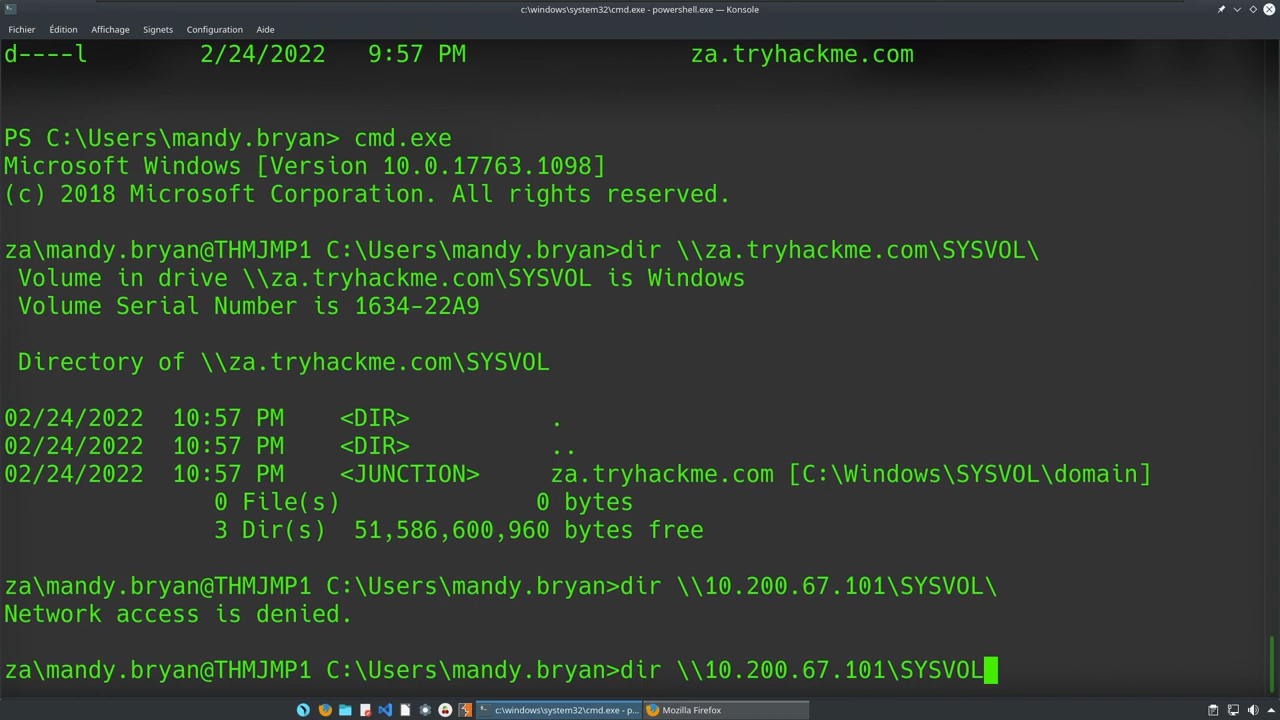 c:\windows\system32\cmd.exe - powershell.exe — Konsole
Fichier Édition Affichage Signets Configuration Aide
d----l 2/24/2022 9:57 PM za.tryhackme.com
PS C:\Users\mandy.bryan> cmd.exe
Microsoft Windows [Version 10.0.17763.1098]
(c) 2018 Microsoft Corporation. All rights reserved.
za\mandy.bryan@THMJMP1 C:\Users\mandy.bryan>dir \\za.tryhackme.com\SYSVOL\
Volume in drive \\za.tryhackme.com\SYSVOL is Windows
Volume Serial Number is 1634-22A9
Directory of \\za.tryhackme.com\SYSVOL
02/24/2022 10:57 PM <DIR> .
02/24/2022 10:57 PM <DIR> ..
02/24/2022 10:57 PM <JUNCTION> za.tryhackme.com [C:\Windows\SYSVOL\domain]
0 File(s) 0 bytes
3 Dir(s) 51,586,600,960 bytes free
za\mandy.bryan@THMJMP1 C:\Users\mandy.bryan>dir \\10.200.67.101\SYSVOL\
Network access is denied.
za\mandy.bryan@THMJMP1 C:\Users\mandy.bryan>dir \\10.200.67.101\SYSVOL
c:\windows\system32\cmd.exe - p... Mozilla Firefox